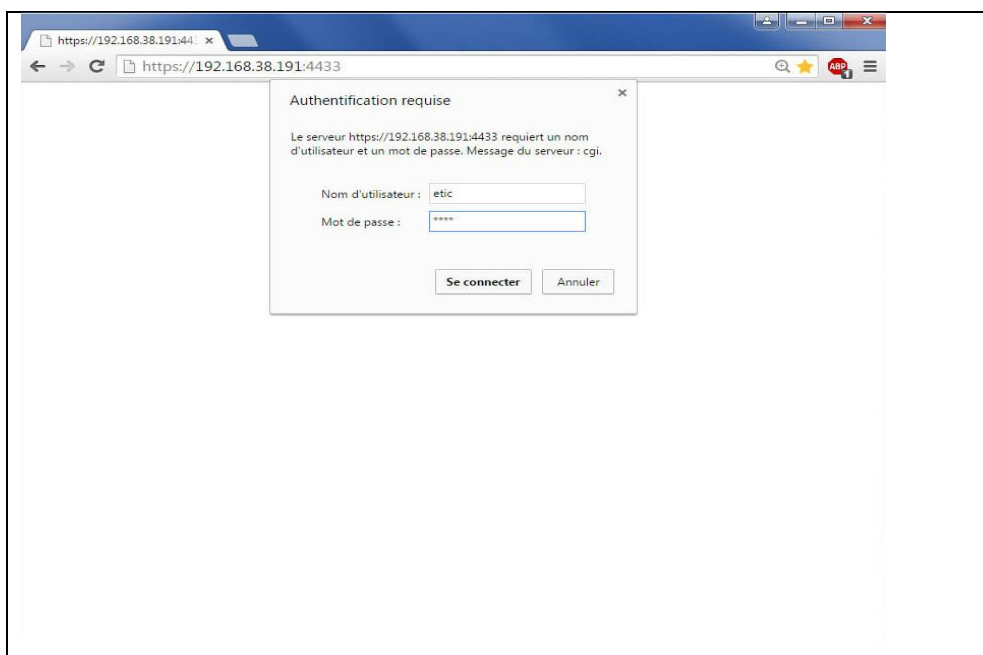 https://192.168.38.191:44
https://192.168.38.191:4433
ABP
1
Authentification requise
Le serveur https://192.168.38.191:4433 requiert un nom
d'utilisateur et un mot de passe. Message du serveur : cgi.
Nom d'utilisateur : etic
Mot de passe : ****
Se connecter Annuler